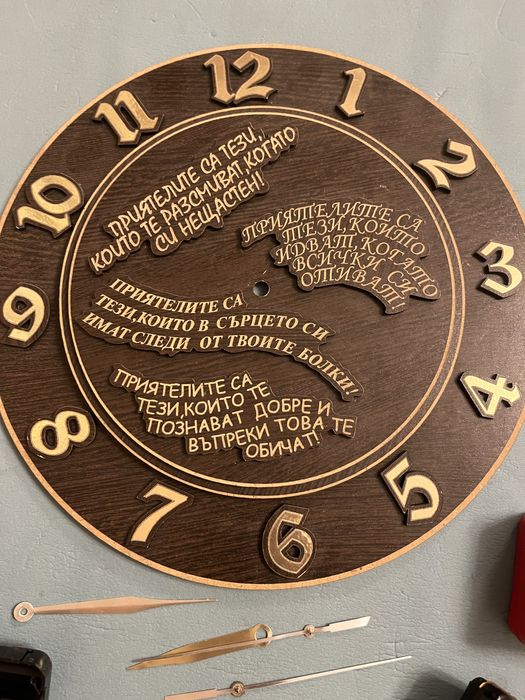 12
1
2
3
4
5
6
7
8
9
10
11
ПРИЯТЕЛИТЕ СА ТЕЗИ,
КОИТО ТЕ РАЗСМИВАТ, КОГАТО
СИ НЕЩАСТЕН!
ПРИЯТЕЛИТЕ СА
ТЕЗИ, КОИТО
ИДВАТ, КОГАТО
ВСИЧКИ СИ
ОТИВАТ!
ПРИЯТЕЛИТЕ СА
ТЕЗИ, КОИТО В СЪРЦЕТО СИ
ИМАТ СЛЕДИ ОТ ТВОИТЕ БОЛКИ!
ПРИЯТЕЛИТЕ СА
ТЕЗИ, КОИТО ТЕ
ПОЗНАВАТ ДОБРЕ И
ВЪПРЕКИ ТОВА ТЕ
ОБИЧАТ!